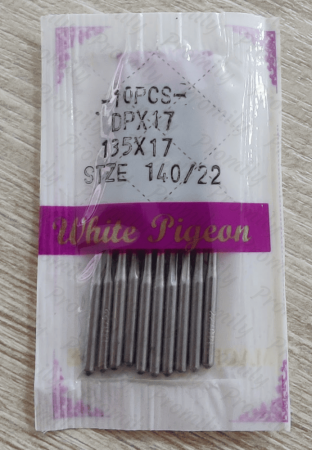 -10PCS-
DPX17
135X17
SIZE 140/22
White Pigeon